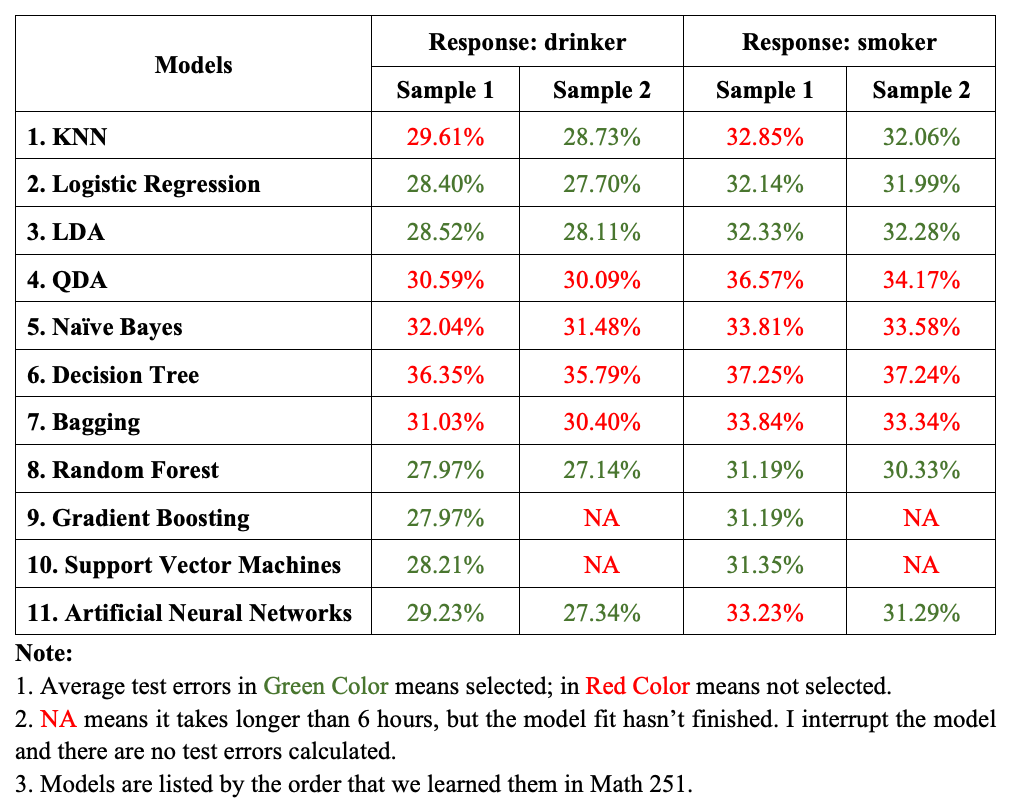 Models Response: drinker Response: smoker
Sample 1 Sample 2 Sample 1 Sample 2
1. KNN 29.61% 28.73% 32.85% 32.06%
2. Logistic Regression 28.40% 27.70% 32.14% 31.99%
3. LDA 28.52% 28.11% 32.33% 32.28%
4. QDA 30.59% 30.09% 36.57% 34.17%
5. Naïve Bayes 32.04% 31.48% 33.81% 33.58%
6. Decision Tree 36.35% 35.79% 37.25% 37.24%
7. Bagging 31.03% 30.40% 33.84% 33.34%
8. Random Forest 27.97% 27.14% 31.19% 30.33%
9. Gradient Boosting 27.97% NA 31.19% NA
10. Support Vector Machines 28.21% NA 31.35% NA
11. Artificial Neural Networks 29.23% 27.34% 33.23% 31.29%
Note:
1. Average test errors in Green Color means selected; in Red Color means not selected.
2. NA means it takes longer than 6 hours, but the model fit hasn’t finished. I interrupt the model
and there are no test errors calculated.
3. Models are listed by the order that we learned them in Math 251.